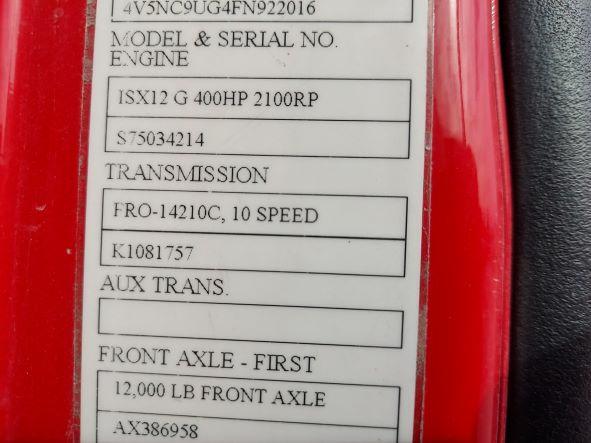 4V5NC9UG4FN922016
MODEL & SERIAL NO.
ENGINE
ISX12 G 400HP 2100RP
S75034214
TRANSMISSION
FRO-14210C, 10 SPEED
K1081757
AUX TRANS.
FRONT AXLE - FIRST
12,000 LB FRONT AXLE
AX386958